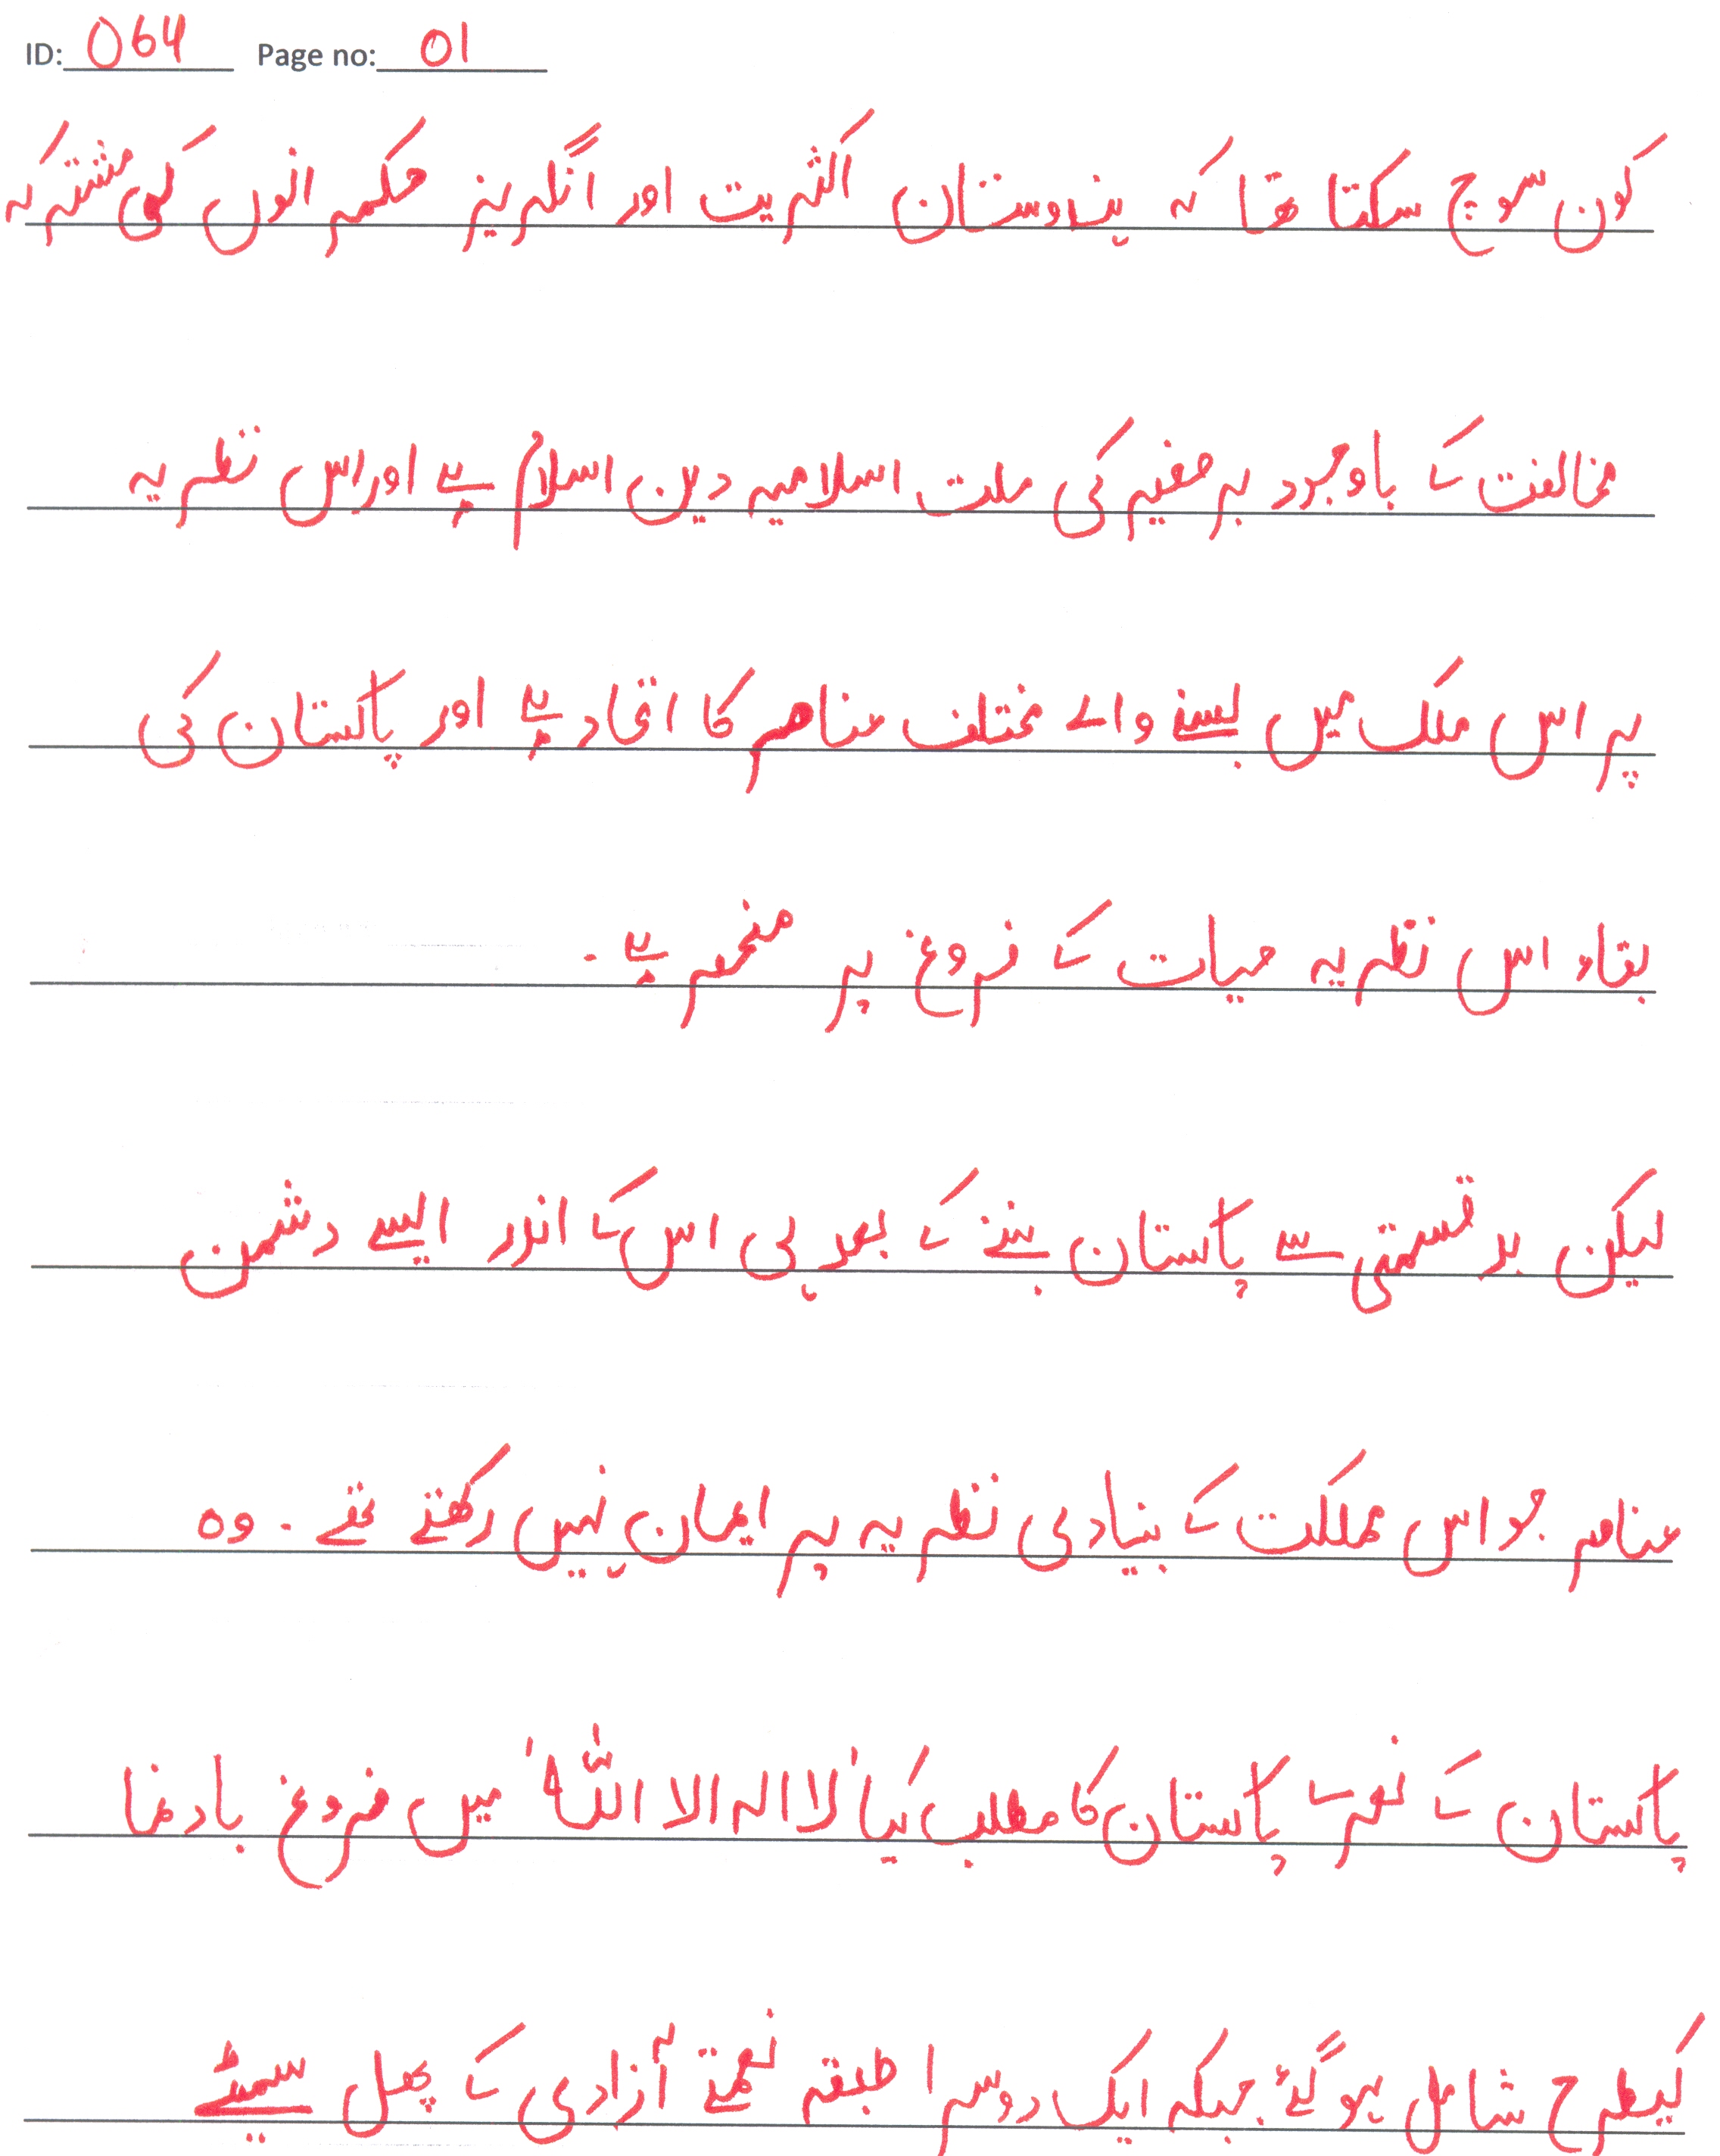 ID: 064 Page no: 01
کون سوچ سکتا تھا کہ ہندوستان اکثریت اور انگریز حکمرانوں کی مشترکہ
مخالفت کے باوجود برصغیر کی ملت اسلامیہ دین اسلام ہے اور اس نظریہ
پر اس ملک میں بسنے والے مختلف عناصر کا اتحاد ہے اور پاکستان کی
بقاء اس نظریہ حیات کے فروغ پر منحصر ہے۔
لیکن بدقسمتی سے پاکستان بننے کے بعد ہی اس کے اندر ایسے دشمن
عناصر جو اس مملکت کے بنیادی نظریہ پر ایمان نہیں رکھتے تھے۔ وہ
پاکستان کے نعرے پاکستان کا مطلب کیا 'لا الہ الا اللہ' میں فروغ باد
کیطرح شامل ہو گئے جبکہ ایک دوسرا طبقہ آزادی کے پھل سمیٹے